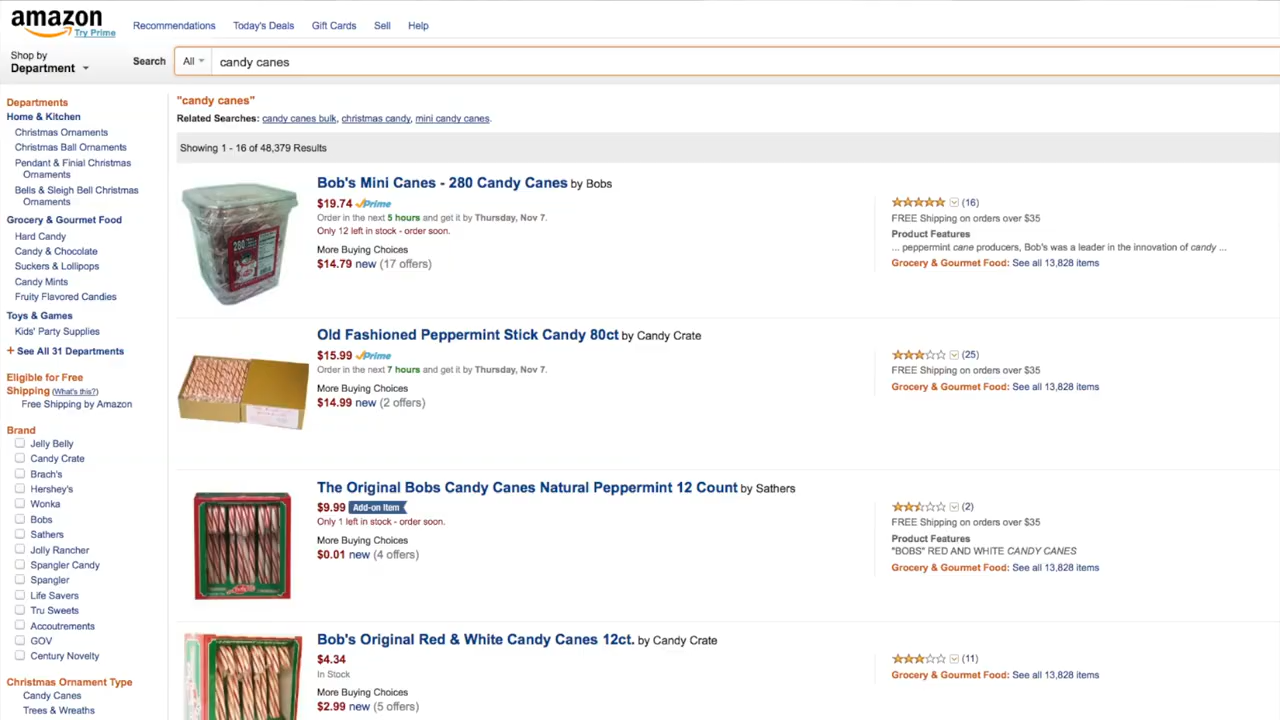 amazon
Try Prime
Recommendations Today's Deals Gift Cards Sell Help
Shop by
Department
Search All candy canes
Departments
Home & Kitchen
Christmas Ornaments
Christmas Ball Ornaments
Pendant & Finial Christmas
Ornaments
Bells & Sleigh Bell Christmas
Ornaments
Grocery & Gourmet Food
Hard Candy
Candy & Chocolate
Suckers & Lollipops
Candy Mints
Fruity Flavored Candies
Toys & Games
Kids' Party Supplies
+ See All 31 Departments
Eligible for Free
Shipping (What's this?)
Free Shipping by Amazon
Brand
Jelly Belly
Candy Crate
Brach's
Hershey's
Wonka
Bobs
Sathers
Jolly Rancher
Spangler Candy
Spangler
Life Savers
Tru Sweets
Accoutrements
GOV
Century Novelty
Christmas Ornament Type
Candy Canes
Trees & Wreaths
"candy canes"
Related Searches: candy canes bulk, christmas candy, mini candy canes.
Showing 1 - 16 of 48,379 Results
280
Bob's Mini Canes - 280 Candy Canes by Bobs
$19.74 Prime
Order in the next 5 hours and get it by Thursday, Nov 7.
Only 12 left in stock - order soon.
More Buying Choices
$14.79 new (17 offers)
(16)
FREE Shipping on orders over $35
Product Features
... peppermint cane producers, Bob's was a leader in the innovation of candy ...
Grocery & Gourmet Food: See all 13,828 items
Old Fashioned Peppermint Stick Candy 80ct by Candy Crate
$15.99 Prime
Order in the next 7 hours and get it by Thursday, Nov 7.
More Buying Choices
$14.99 new (2 offers)
(25)
FREE Shipping on orders over $35
Grocery & Gourmet Food: See all 13,828 items
The Original Bobs Candy Canes Natural Peppermint 12 Count by Sathers
$9.99 Add-on Item
Only 1 left in stock - order soon.
More Buying Choices
$0.01 new (4 offers)
(2)
FREE Shipping on orders over $35
Product Features
"BOBS" RED AND WHITE CANDY CANES
Grocery & Gourmet Food: See all 13,828 items
Bob's Original Red & White Candy Canes 12ct. by Candy Crate
$4.34
In Stock
More Buying Choices
$2.99 new (5 offers)
(11)
Grocery & Gourmet Food: See all 13,828 items